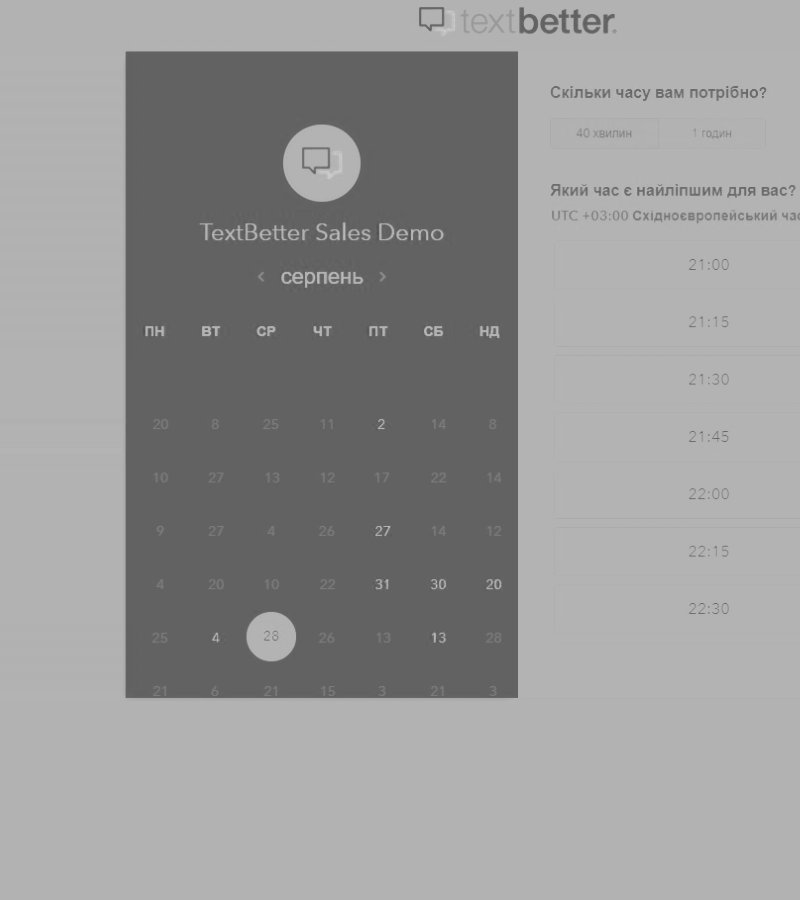 textbetter.
TextBetter Sales Demo
< серпень >
ПН ВТ СР ЧТ ПТ СБ НД
20 8 25 11 2 14 8
10 27 13 12 17 22 14
9 27 4 26 27 14 12
4 20 10 22 31 30 20
25 4 28 26 13 13 28
21 6 21 15 3 21 3
Скільки часу вам потрібно?
40 хвилин 1 годин
Який час є найліпшим для вас?
UTC +03:00 Східноєвропейський час
21:00
21:15
21:30
21:45
22:00
22:15
22:30